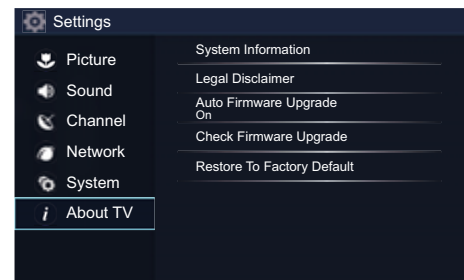 Settings
Picture
Sound
Channel
Network
System
About TV
System Information
Legal Disclaimer
Auto Firmware Upgrade
On
Check Firmware Upgrade
Restore To Factory Default